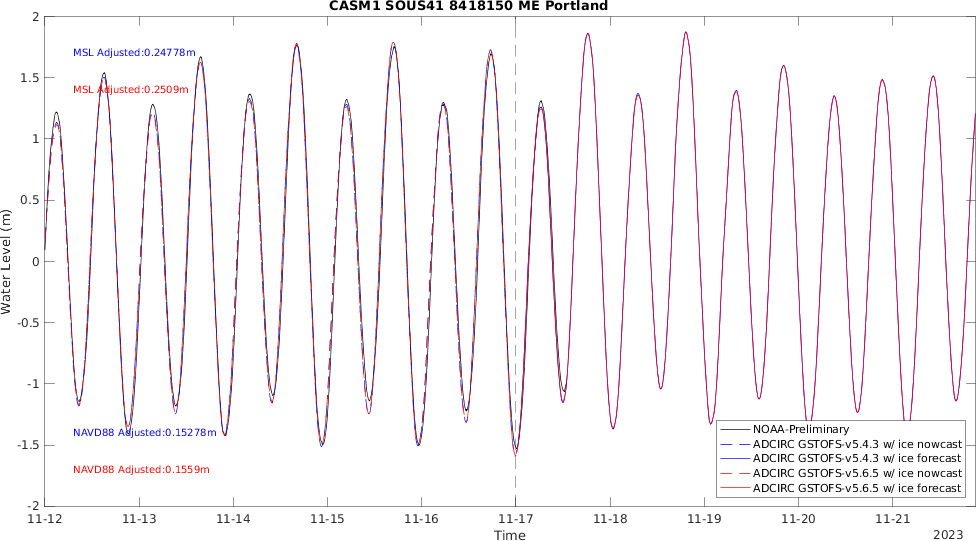 CASM1 SOUS41 8418150 ME Portland
2
1.5
1
0.5
0
-0.5
-1
-1.5
-2
Water Level (m)
MSL Adjusted:0.24778m
MSL Adjusted:0.2509m
NAVD88 Adjusted:0.15278m
NAVD88 Adjusted:0.1559m
NOAA-Preliminary
ADCIRC GSTOFS-v5.4.3 w/ ice nowcast
ADCIRC GSTOFS-v5.4.3 w/ ice forecast
ADCIRC GSTOFS-v5.6.5 w/ ice nowcast
ADCIRC GSTOFS-v5.6.5 w/ ice forecast
11-12 11-13 11-14 11-15 11-16 11-17 11-18 11-19 11-20 11-21
Time
2023